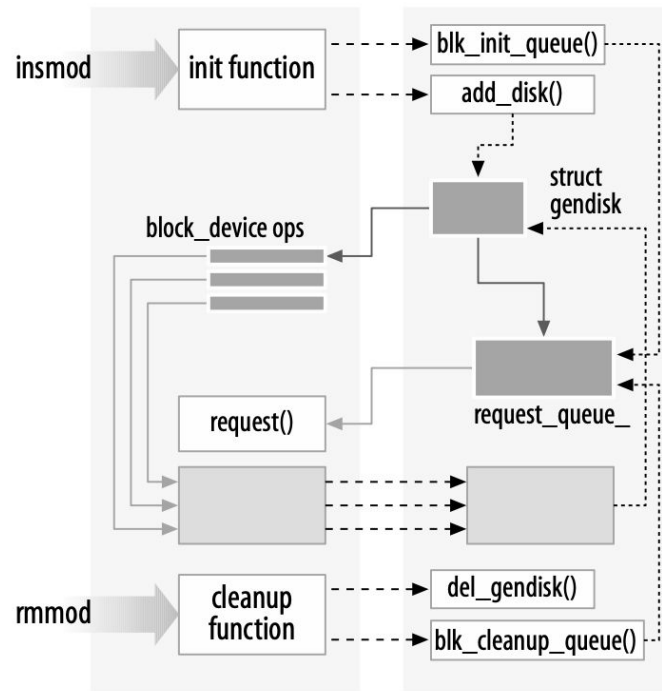 insmod
init function
blk_init_queue()
add_disk()
struct
gendisk
block_device ops
request_queue_
request()
rmmod
cleanup
function
del_gendisk()
blk_cleanup_queue()